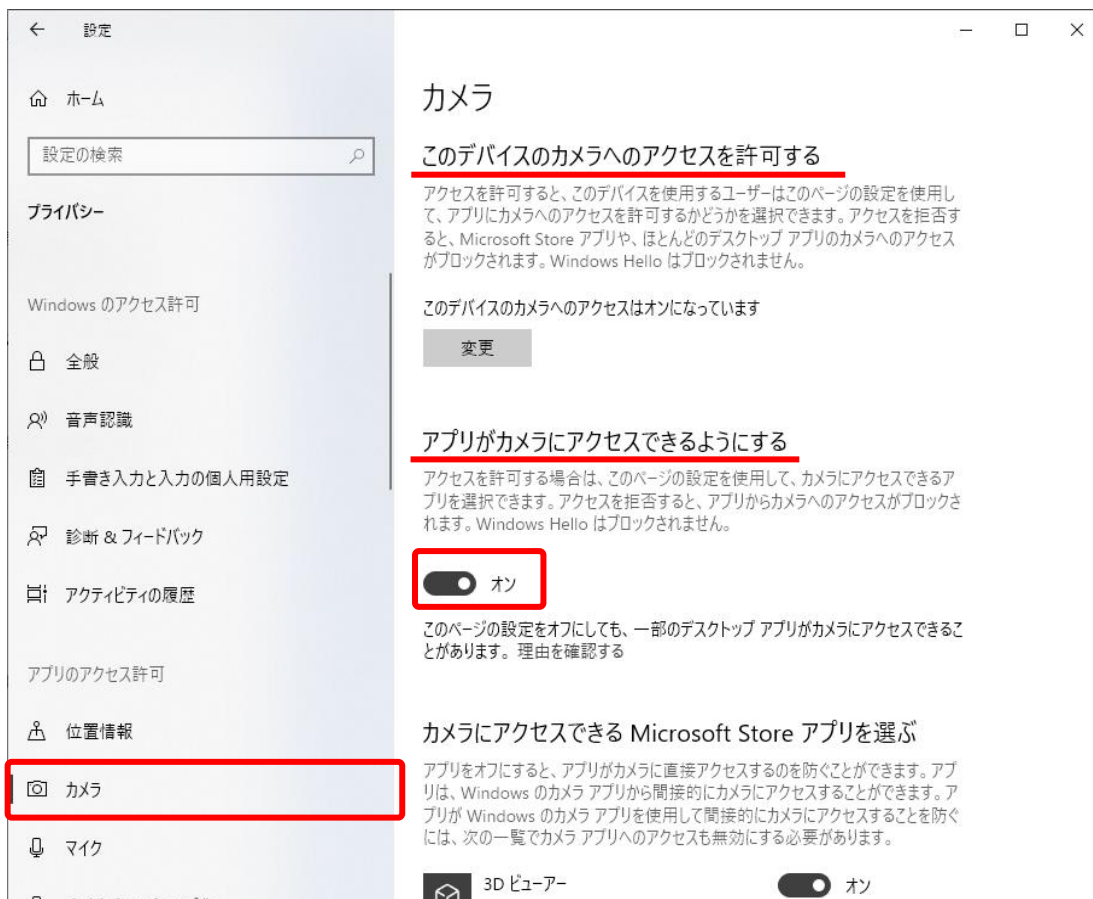 設定
ホーム
設定の検索
プライバシー
Windows のアクセス許可
全般
音声認識
手書き入力と入力の個人用設定
診断 & フィードバック
アクティビティの履歴
アプリのアクセス許可
位置情報
カメラ
マイク
カメラ
このデバイスのカメラへのアクセスを許可する
アクセスを許可すると、このデバイスを使用するユーザーはこのページの設定を使用し
て、アプリにカメラへのアクセスを許可するかどうかを選択できます。アクセスを拒否す
ると、Microsoft Store アプリや、ほとんどのデスクトップ アプリのカメラへのアクセス
がブロックされます。Windows Hello はブロックされません。
このデバイスのカメラへのアクセスはオンになっています
変更
アプリがカメラにアクセスできるようにする
アクセスを許可する場合は、このページの設定を使用して、カメラにアクセスできるア
プリを選択できます。アクセスを拒否すると、アプリからカメラへのアクセスがブロックさ
れます。Windows Hello はブロックされません。
オン
このページの設定をオフにしても、一部のデスクトップ アプリがカメラにアクセスできるこ
とがあります。理由を確認する
カメラにアクセスできる Microsoft Store アプリを選ぶ
アプリをオフにすると、アプリがカメラに直接アクセスするのを防ぐことができます。アプ
リは、Windows のカメラ アプリから間接的にカメラにアクセスすることができます。ア
プリが Windows のカメラ アプリを使用して間接的にカメラにアクセスすることを防ぐ
には、次の一覧でカメラ アプリへのアクセスも無効にする必要があります。
3D ビューアー
オン